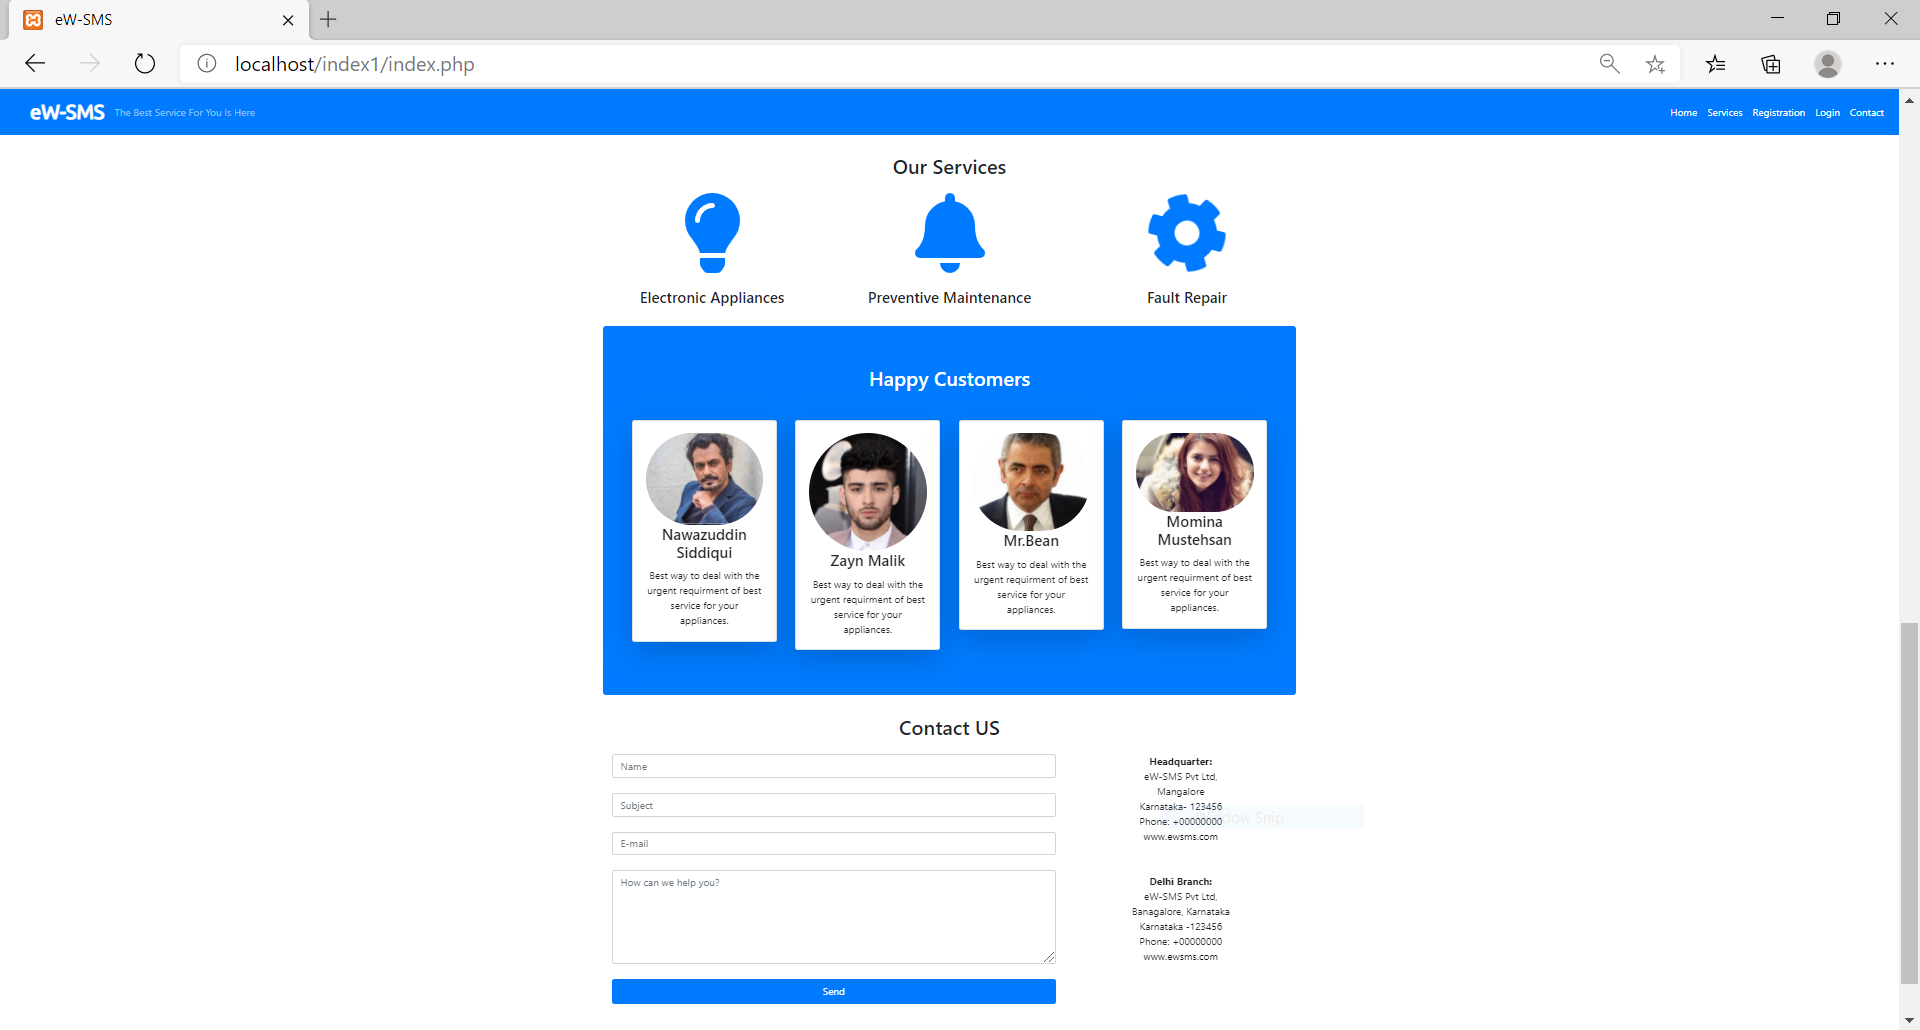 eW-SMS
localhost/index1/index.php
eW-SMS The Best Service For You Is Here
Home Services Registration Login Contact
Our Services
Electronic Appliances
Preventive Maintenance
Fault Repair
Happy Customers
Nawazuddin
Siddiqui
Best way to deal with the
urgent requirment of best
service for your
appliances.
Zayn Malik
Best way to deal with the
urgent requirment of best
service for your
appliances.
Mr.Bean
Best way to deal with the
urgent requirment of best
service for your
appliances.
Momina
Mustehsan
Best way to deal with the
urgent requirment of best
service for your
appliances.
Contact US
Name
Subject
E-mail
How can we help you?
Send
Headquarter:
eW-SMS Pvt Ltd,
Mangalore
Karnataka- 123456
Phone: +00000000
www.ewsms.com
Snip
Delhi Branch:
eW-SMS Pvt Ltd,
Banagalore, Karnataka
Karnataka -123456
Phone: +00000000
www.ewsms.com